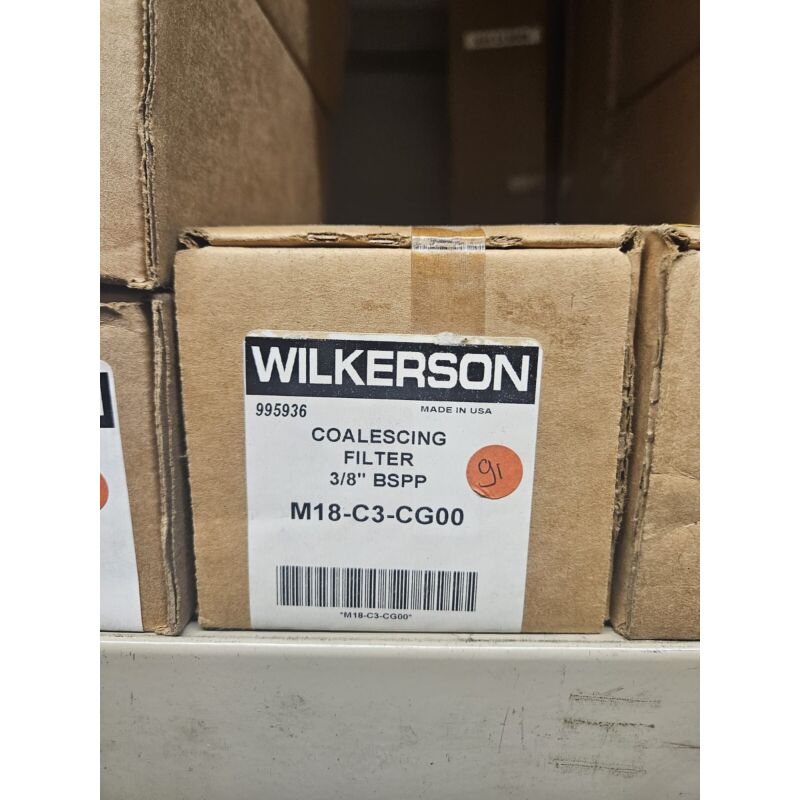 WILKERSON
995936 MADE IN USA
COALESCING
FILTER
3/8" BSPP
91
M18-C3-CG00
"M18-C3-CG00"